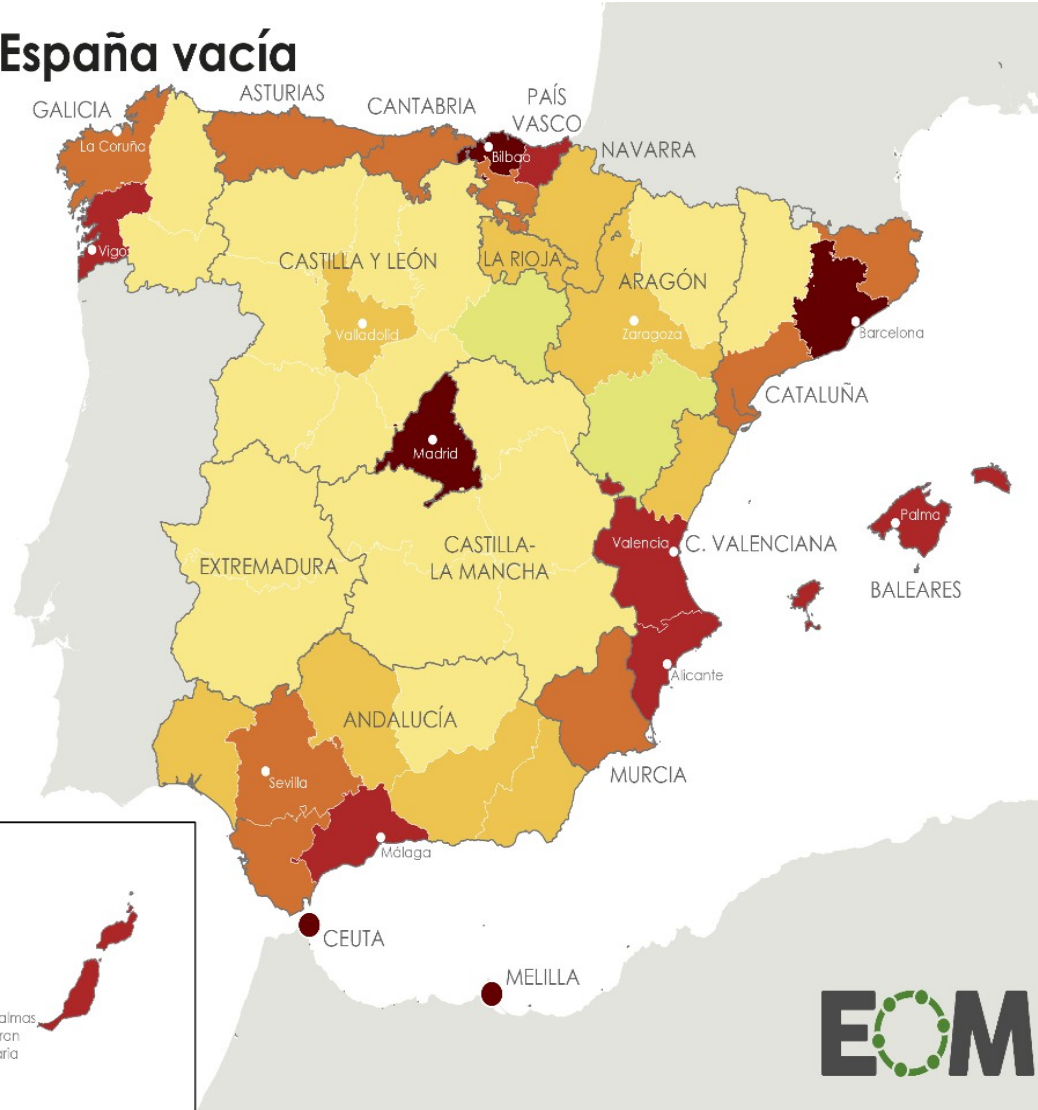 España vacía
GALICIA
ASTURIAS
CANTABRIA
PAÍS
VASCO
NAVARRA
La Coruña
Bilbao
Vigo
CASTILLA Y LEÓN
LA RIOJA
ARAGÓN
Valladolid
Zaragoza
Barcelona
CATALUÑA
Madrid
Palma
Valencia
C. VALENCIANA
CASTILLA-
LA MANCHA
EXTREMADURA
BALEARES
Alicante
ANDALUCÍA
MURCIA
Sevilla
Málaga
CEUTA
MELILLA
EOM